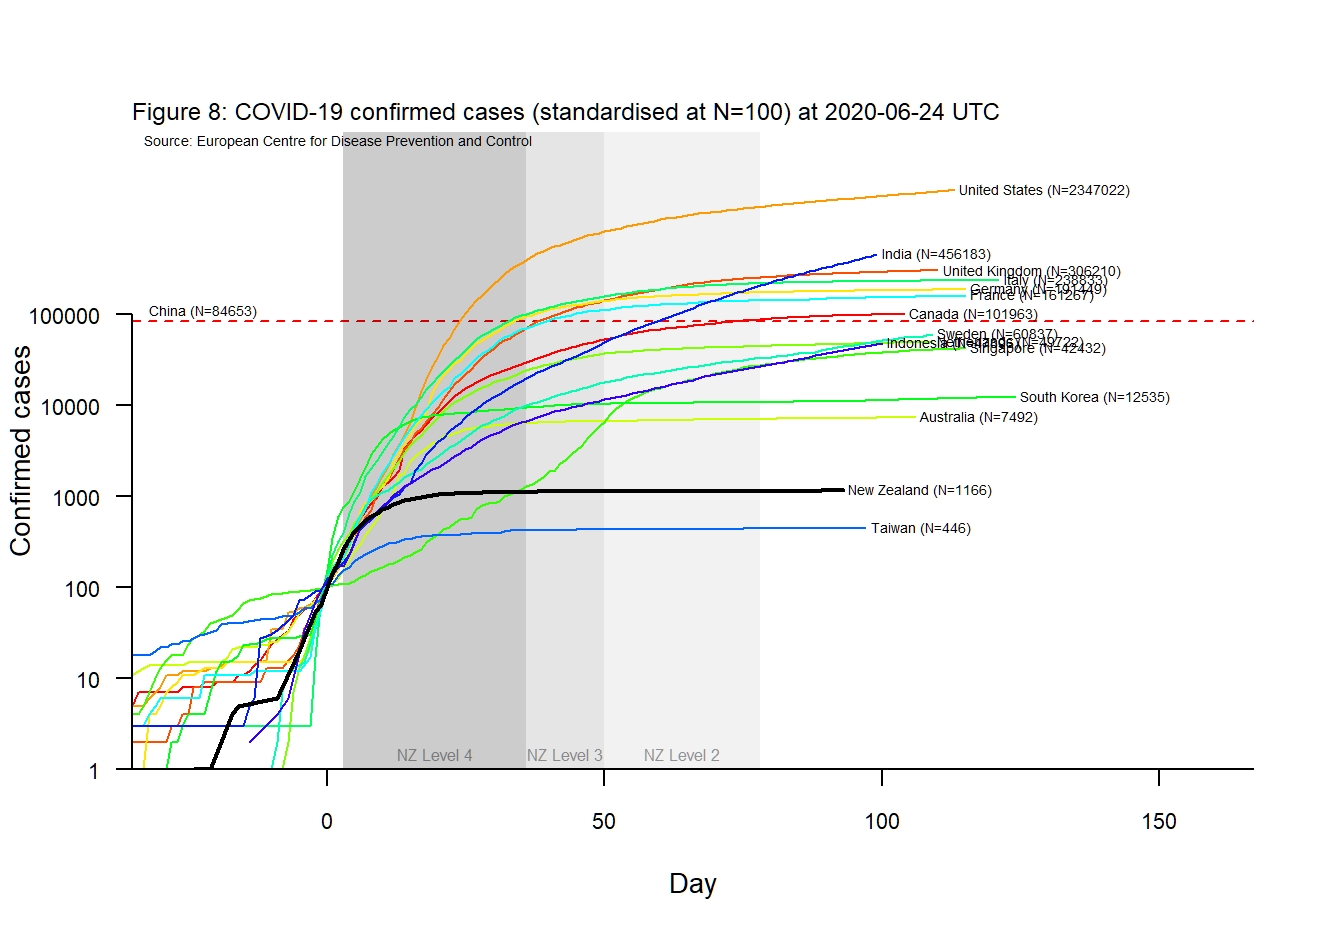 Figure 8: COVID-19 confirmed cases (standardised at N=100) at 2020-06-24 UTC
Source: European Centre for Disease Prevention and Control
United States (N=2347022)
India (N=456183)
United Kingdom (N=306210)
Italy (N=238833)
Germany (N=191449)
France (N=161267)
China (N=84653)
Canada (N=101963)
Sweden (N=60837)
Indonesia
Singapore (N=42432)
South Korea (N=12535)
Australia (N=7492)
New Zealand (N=1166)
Taiwan (N=446)
100000
10000
1000
100
10
1
Confirmed cases
NZ Level 4
NZ Level 3
NZ Level 2
0
50
100
150
Day